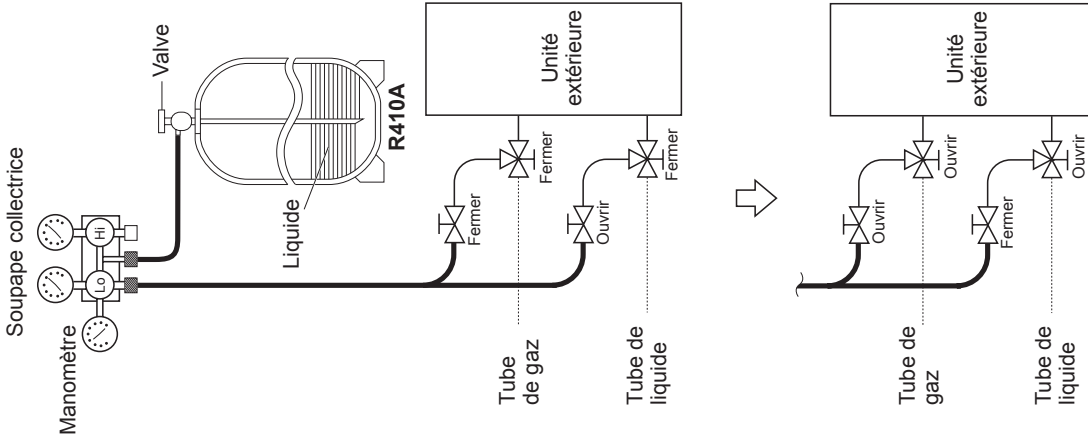 Soupape collectrice
Manomètre
Lo
Hi
Valve
Liquide
R410A
Unité
extérieure
Fermer
Fermer
Ouvrir
Fermer
Tube
de gaz
Tube de
liquide
Unité
extérieure
Ouvrir
Ouvrir
Fermer
Ouvrir
Tube de
gaz
Tube de
liquide